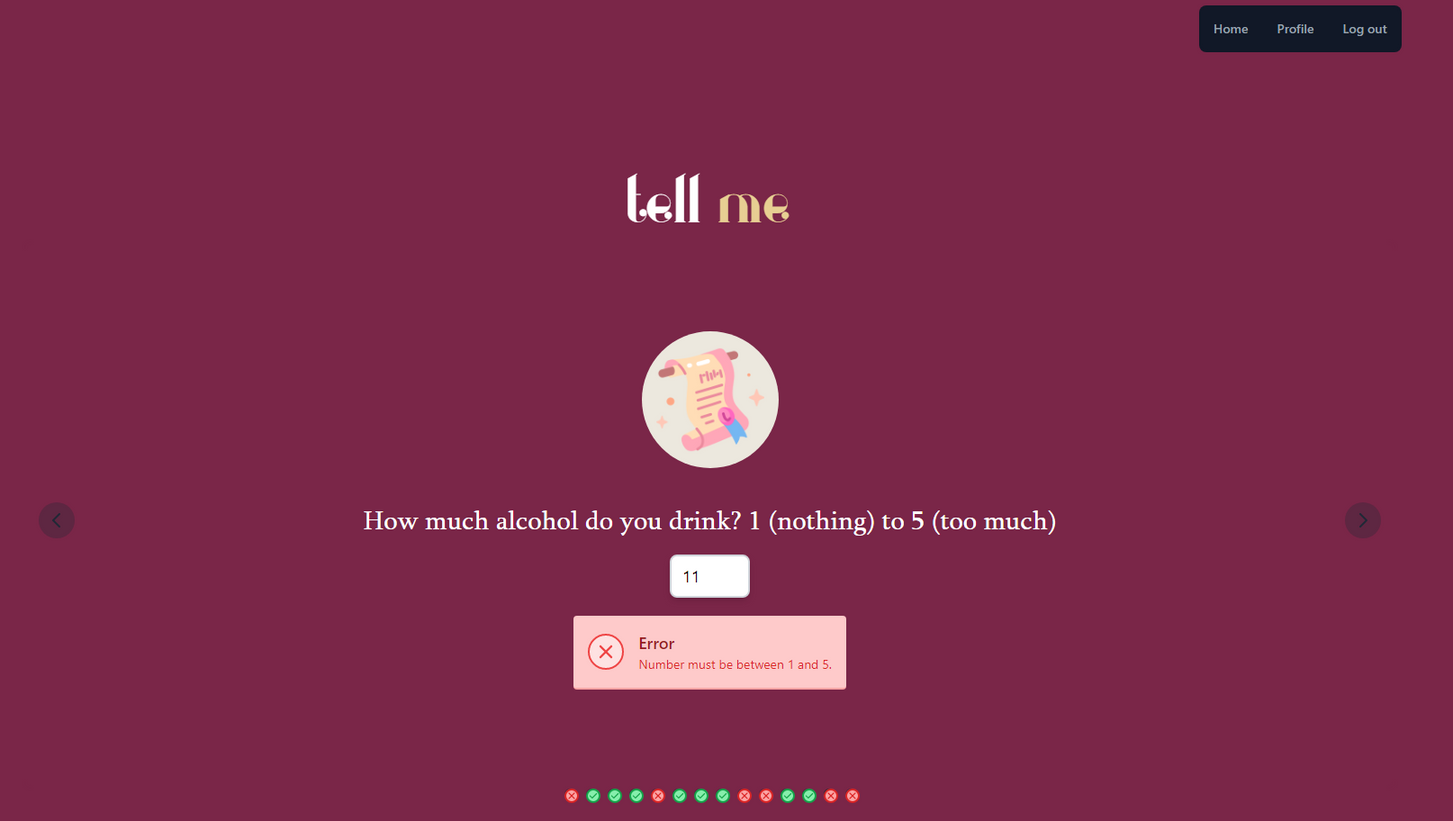 Home Profile Log out
tell me
How much alcohol do you drink? 1 (nothing) to 5 (too much)
11
Error
Number must be between 1 and 5.